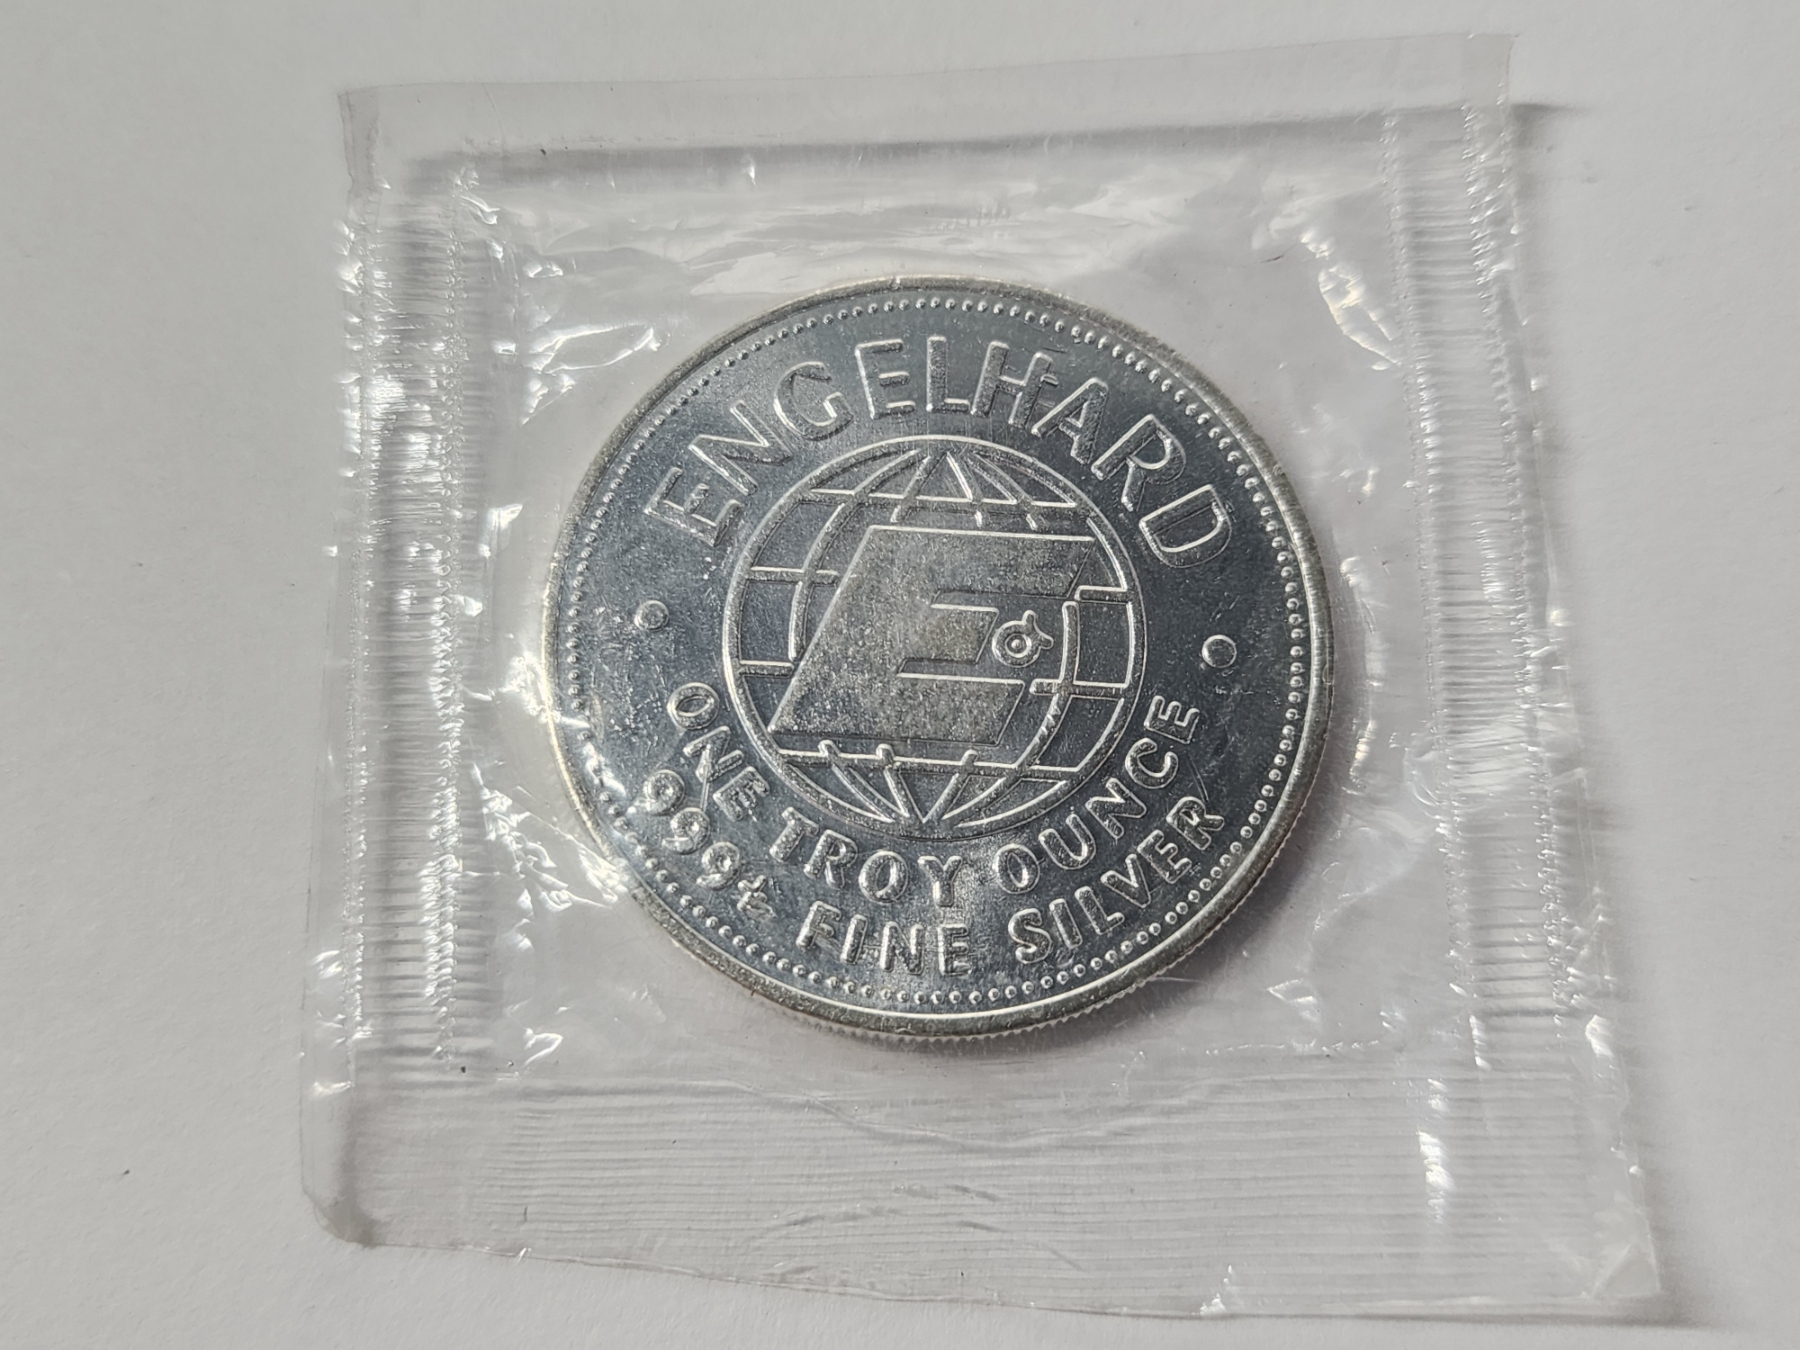 ENGELHARD
E
ONE TROY OUNCE
999+ FINE SILVER